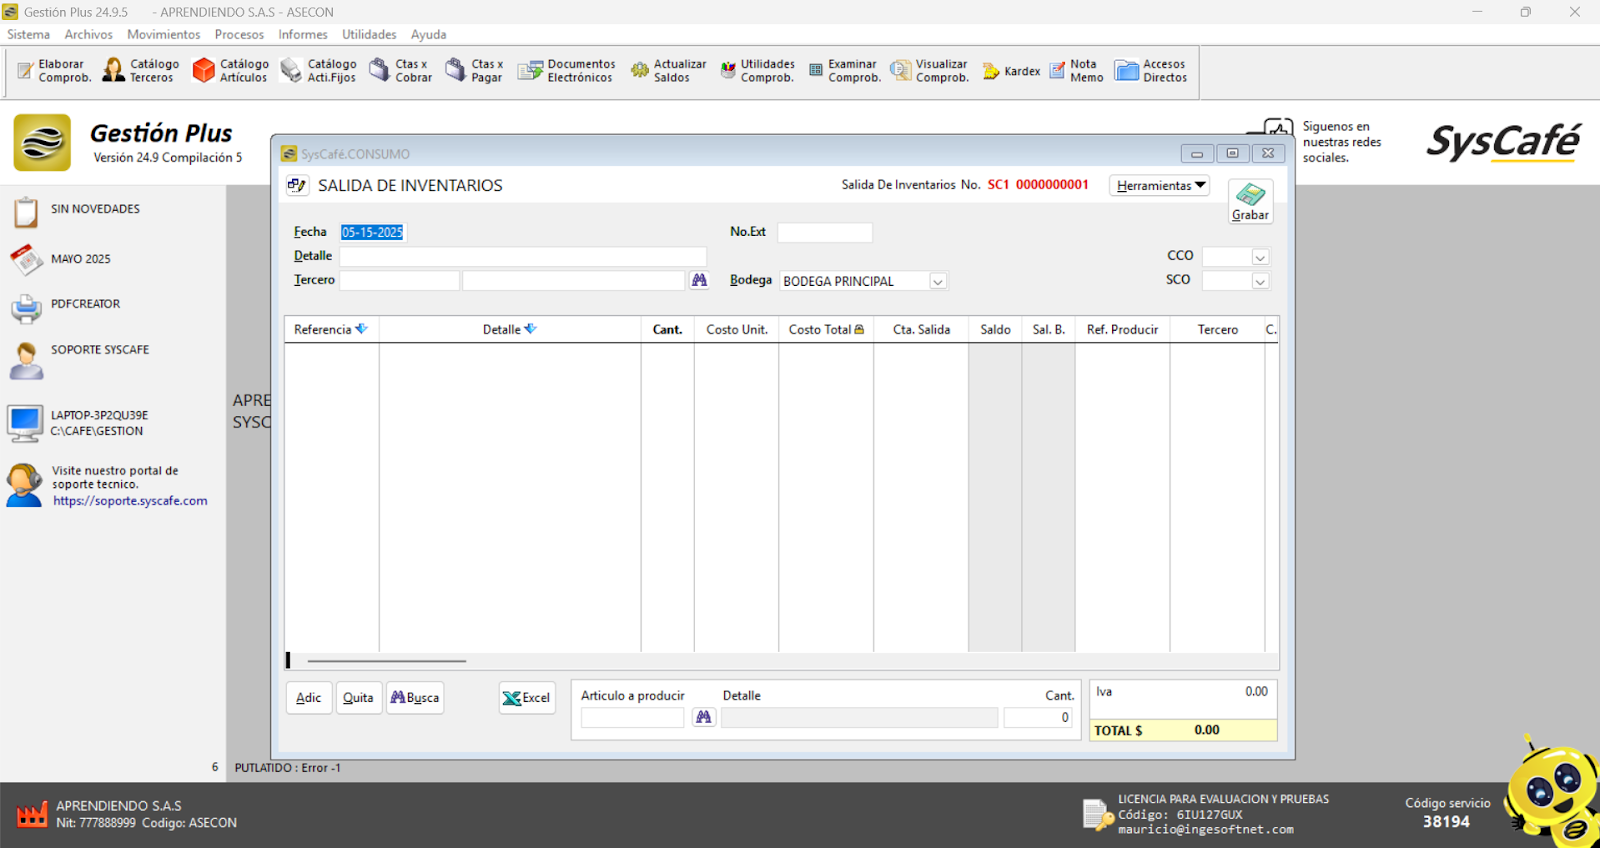 Gestión Plus 24.9.5 - APRENDIENDO S.A.S - ASECON
Sistema Archivos Movimientos Procesos Informes Utilidades Ayuda
Elaborar Comprob.
Catálogo Terceros
Catálogo Artículos
Catálogo Acti.Fijos
Ctas x Cobrar
Ctas x Pagar
Documentos Electrónicos
Actualizar Saldos
Utilidades Comprob.
Examinar Comprob.
Visualizar Comprob.
Kardex
Nota Memo
Accesos Directos
Gestión Plus
Versión 24.9 Compilación 5
Siguenos en
nuestras redes
sociales.
SysCafé
SIN NOVEDADES
MAYO 2025
PDFCREATOR
SOPORTE SYSCAFE
LAPTOP-3P2QU39E
C:\CAFE\GESTION
Visite nuestro portal de
soporte tecnico.
https://soporte.syscafe.com
APRE
SYSC
SysCafé.CONSUMO
SALIDA DE INVENTARIOS
Salida De Inventarios No. SC1 0000000001
Herramientas
Grabar
Fecha 05-15-2025 No.Ext
Detalle CCO
Tercero Bodega BODEGA PRINCIPAL SCO
Referencia Detalle Cant. Costo Unit. Costo Total Cta. Salida Saldo Sal. B. Ref. Producir Tercero C.
Adic Quita Busca Excel
Articulo a producir Detalle Cant.
0
Iva 0.00
TOTAL $ 0.00
6 PUTLATIDO : Error -1
APRENDIENDO S.A.S
Nit: 777888999 Codigo: ASECON
LICENCIA PARA EVALUACION Y PRUEBAS
Código: 6IU127GUX
mauricio@ingesoftnet.com
Código servicio
38194